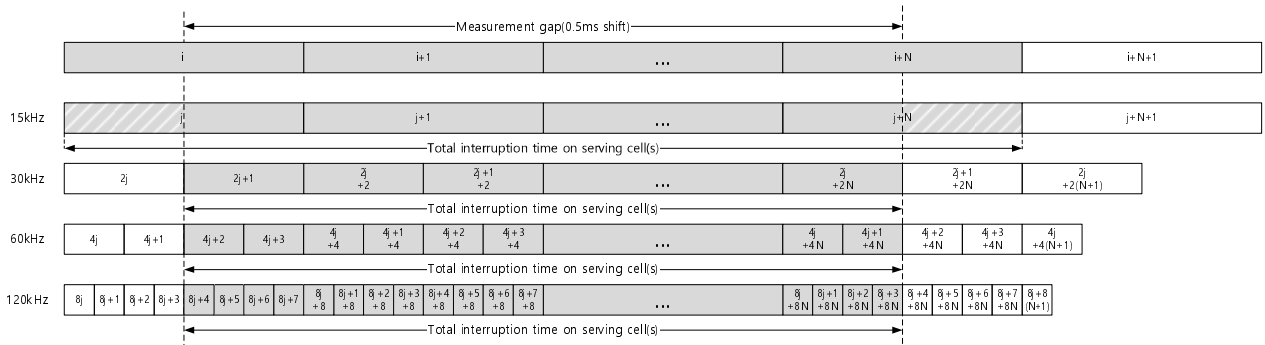 Measurement gap(0.5ms shift)
i i+1 ... i+N i+N+1
15kHz j j+1 ... j+N j+N+1
Total interruption time on serving cell(s)
30kHz 2j 2j+1 2j +2 2j+1 +2 ... 2j +2N 2j+1 +2N 2j +2(N+1)
Total interruption time on serving cell(s)
60kHz 4j 4j+1 4j+2 4j+3 4j +4 4j+1 +4 4j+2 +4 4j+3 +4 ... 4j +4N 4j+1 +4N 4j+2 +4N 4j+3 +4N 4j +4(N+1)
Total interruption time on serving cell(s)
120kHz 8j 8j+1 8j+2 8j+3 8j+4 8j+5 8j+6 8j+7 8j +8 8j+1 +8 8j+2 +8 8j+3 +8 8j+4 +8 8j+5 +8 8j+6 +8 8j+7 +8 ... 8j +8N 8j+1 +8N 8j+2 +8N 8j+3 +8N 8j+4 +8N 8j+5 +8N 8j+6 +8N 8j+7 +8N 8j+8 (N+1)
Total interruption time on serving cell(s)